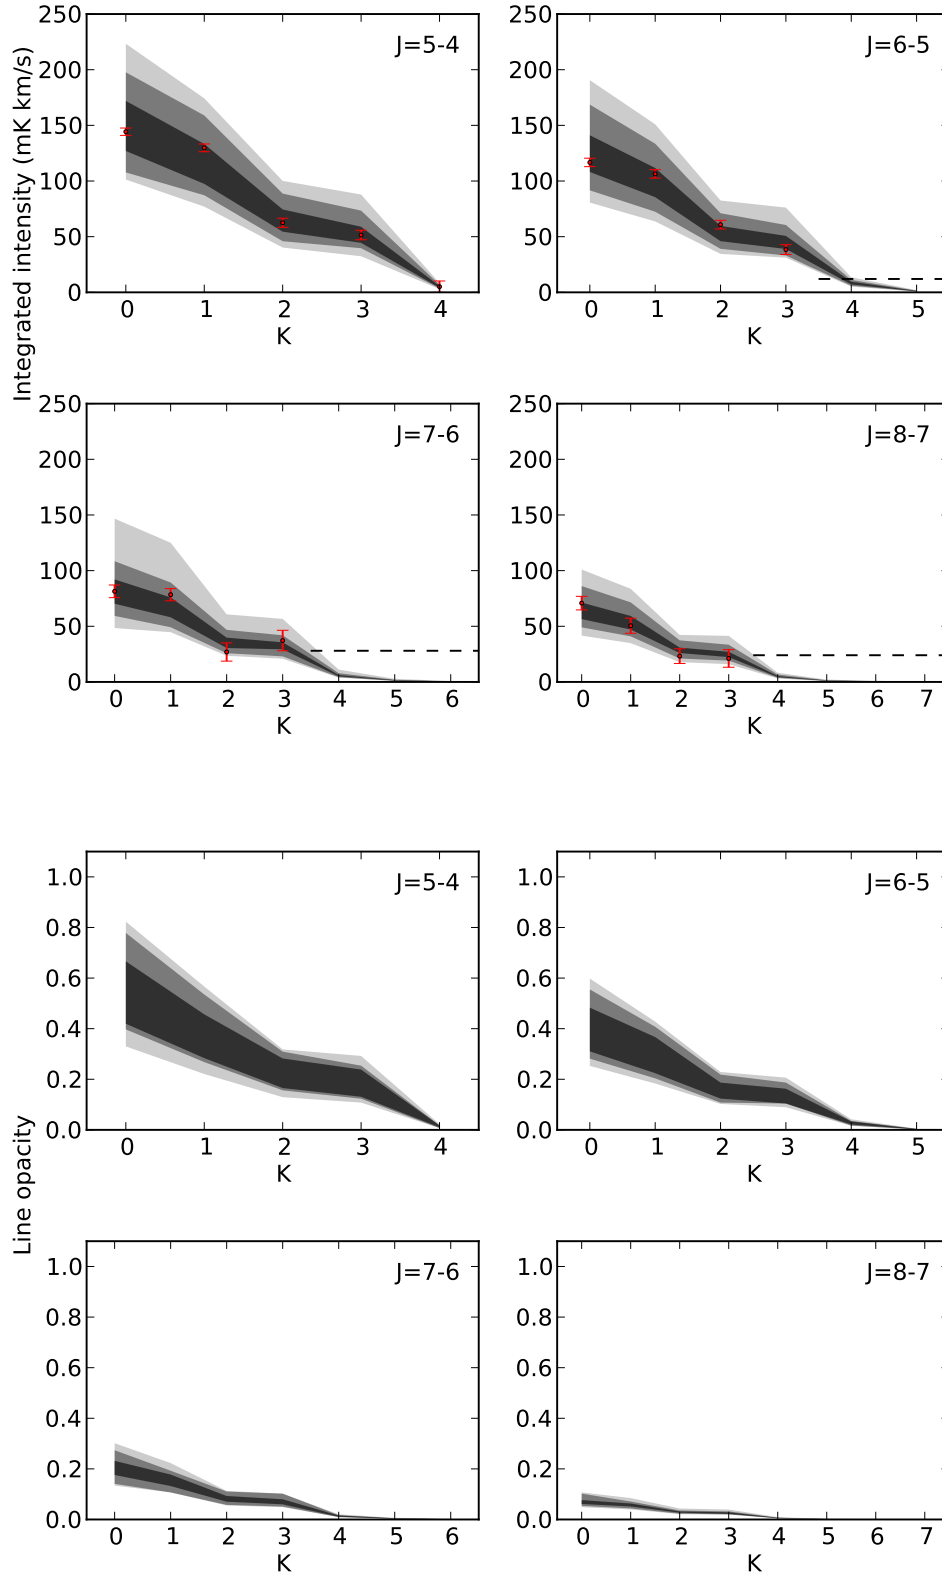 Integrated intensity (mK km/s)
J=5-4
250
200
150
100
50
0
0 1 2 3 4
K
J=6-5
250
200
150
100
50
0
0 1 2 3 4 5
K
J=7-6
250
200
150
100
50
0
0 1 2 3 4 5 6
K
J=8-7
250
200
150
100
50
0
0 1 2 3 4 5 6 7
K
Line opacity
J=5-4
1.0
0.8
0.6
0.4
0.2
0.0
0 1 2 3 4
K
J=6-5
1.0
0.8
0.6
0.4
0.2
0.0
0 1 2 3 4 5
K
J=7-6
1.0
0.8
0.6
0.4
0.2
0.0
0 1 2 3 4 5 6
K
J=8-7
1.0
0.8
0.6
0.4
0.2
0.0
0 1 2 3 4 5 6 7
K